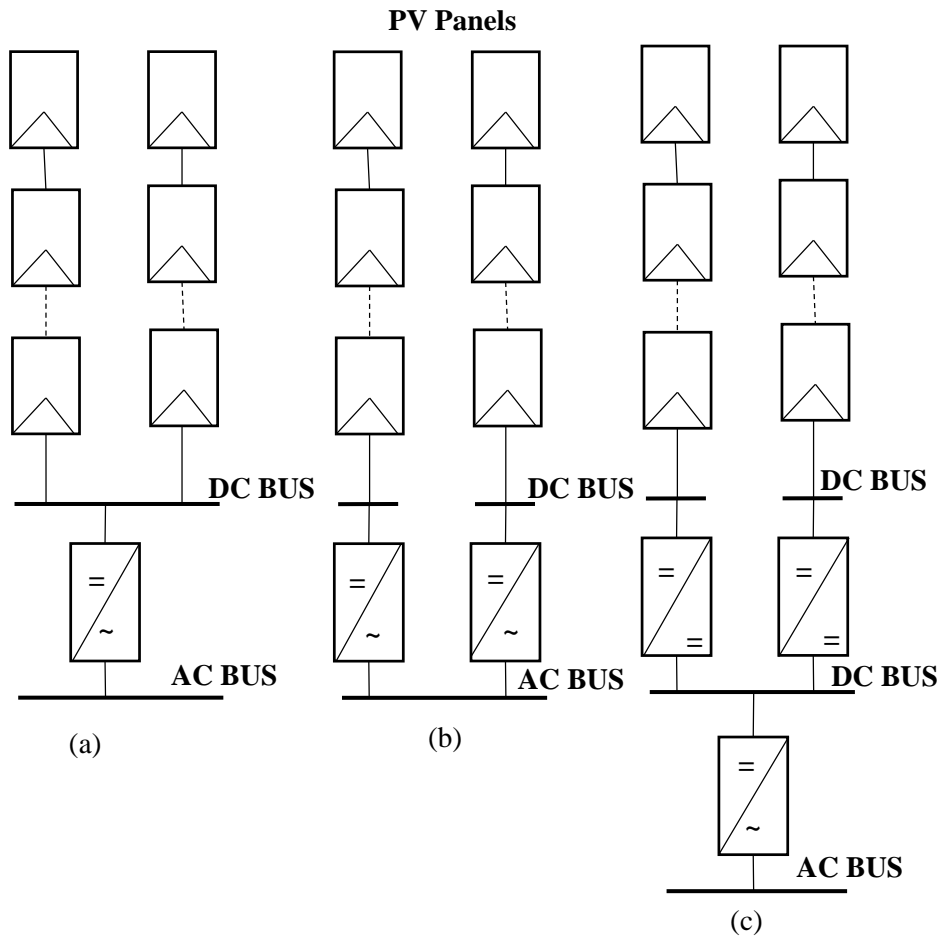 PV Panels
DC BUS
DC BUS
DC BUS
=
~
=
~
=
~
=
=
=
=
AC BUS
AC BUS
DC BUS
(a)
(b)
=
~
AC BUS
(c)